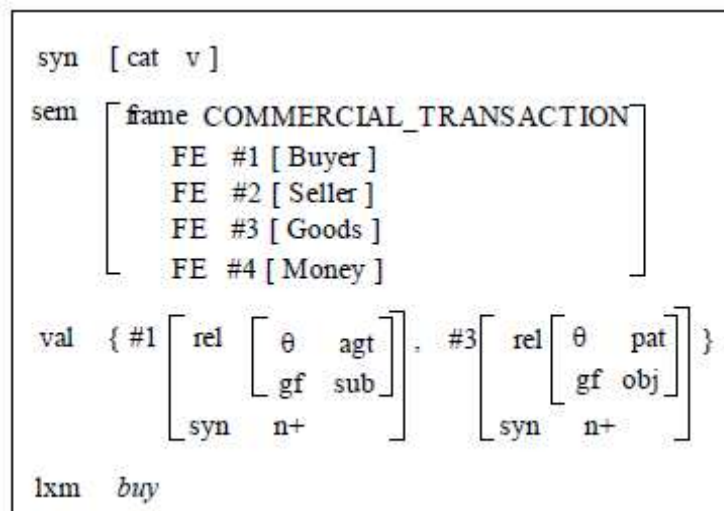 syn [ cat v ]
sem frame COMMERCIAL_TRANSACTION
FE #1 [ Buyer ]
FE #2 [ Seller ]
FE #3 [ Goods ]
FE #4 [ Money ]
val { #1 [ rel [ θ agt ] , #3 [ rel [ θ pat ] }
gf sub gf obj
syn n+ syn n+
lxm buy